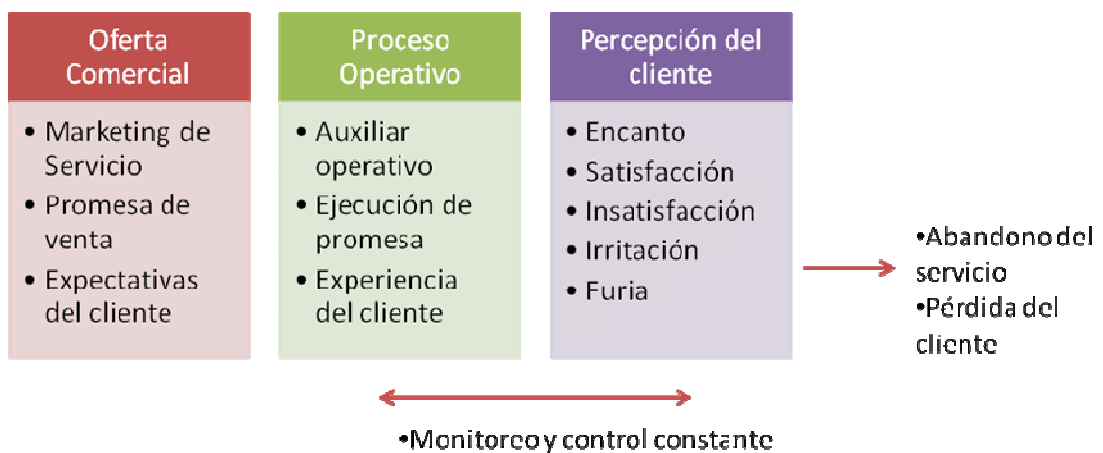 Oferta
Comercial
• Marketing de
Servicio
• Promesa de
venta
• Expectativas
del cliente
Proceso
Operativo
• Auxiliar
operativo
• Ejecución de
promesa
• Experiencia
del cliente
Percepción del
cliente
• Encanto
• Satisfacción
• Insatisfacción
• Irritación
• Furia
•Abandono del
servicio
•Pérdida del
cliente
•Monitoreo y control constante